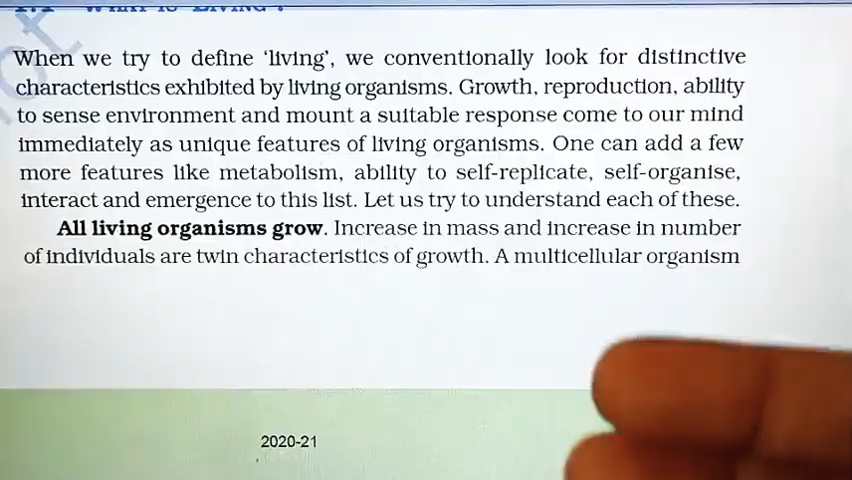 When we try to define 'living', we conventionally look for distinctive
characteristics exhibited by living organisms. Growth, reproduction, ability
to sense environment and mount a suitable response come to our mind
immediately as unique features of living organisms. One can add a few
more features like metabolism, ability to self-replicate, self-organise,
interact and emergence to this list. Let us try to understand each of these.
All living organisms grow. Increase in mass and increase in number
of individuals are twin characteristics of growth. A multicellular organism
2020-21